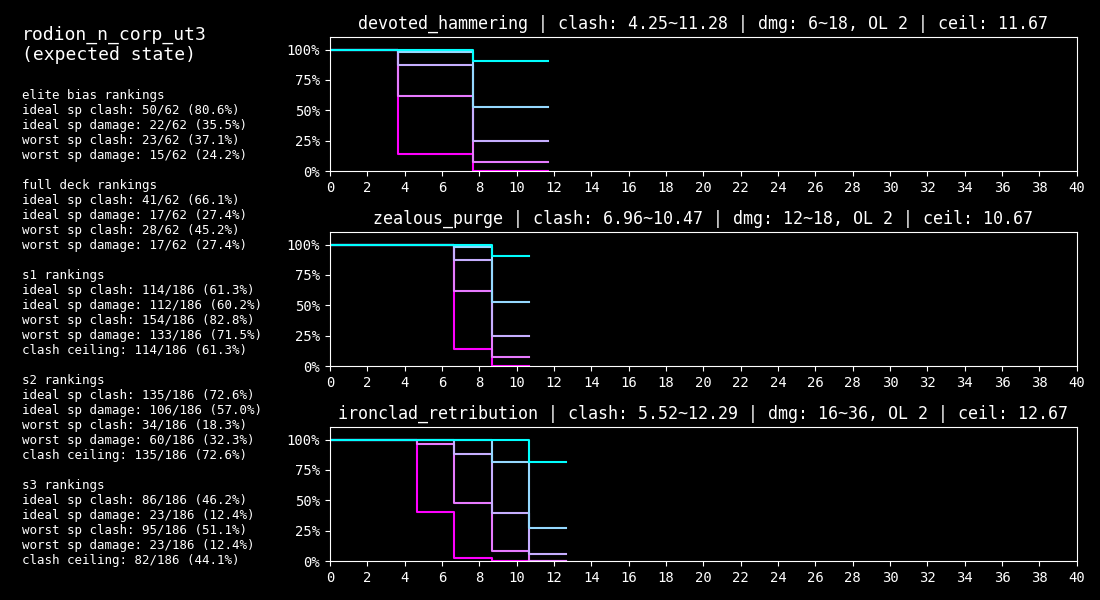 rodion_n_corp_ut3
(expected state)
elite bias rankings
ideal sp clash: 50/62 (80.6%)
ideal sp damage: 22/62 (35.5%)
worst sp clash: 23/62 (37.1%)
worst sp damage: 15/62 (24.2%)
full deck rankings
ideal sp clash: 41/62 (66.1%)
ideal sp damage: 17/62 (27.4%)
worst sp clash: 28/62 (45.2%)
worst sp damage: 17/62 (27.4%)
s1 rankings
ideal sp clash: 114/186 (61.3%)
ideal sp damage: 112/186 (60.2%)
worst sp clash: 154/186 (82.8%)
worst sp damage: 133/186 (71.5%)
clash ceiling: 114/186 (61.3%)
s2 rankings
ideal sp clash: 135/186 (72.6%)
ideal sp damage: 106/186 (57.0%)
worst sp clash: 34/186 (18.3%)
worst sp damage: 60/186 (32.3%)
clash ceiling: 135/186 (72.6%)
s3 rankings
ideal sp clash: 86/186 (46.2%)
ideal sp damage: 23/186 (12.4%)
worst sp clash: 95/186 (51.1%)
worst sp damage: 23/186 (12.4%)
clash ceiling: 82/186 (44.1%)
devoted_hammering | clash: 4.25~11.28 | dmg: 6~18, OL 2 | ceil: 11.67
100%
75%
50%
25%
0%
0 2 4 6 8 10 12 14 16 18 20 22 24 26 28 30 32 34 36 38 40
zealous_purge | clash: 6.96~10.47 | dmg: 12~18, OL 2 | ceil: 10.67
100%
75%
50%
25%
0%
0 2 4 6 8 10 12 14 16 18 20 22 24 26 28 30 32 34 36 38 40
ironclad_retribution | clash: 5.52~12.29 | dmg: 16~36, OL 2 | ceil: 12.67
100%
75%
50%
25%
0%
0 2 4 6 8 10 12 14 16 18 20 22 24 26 28 30 32 34 36 38 40